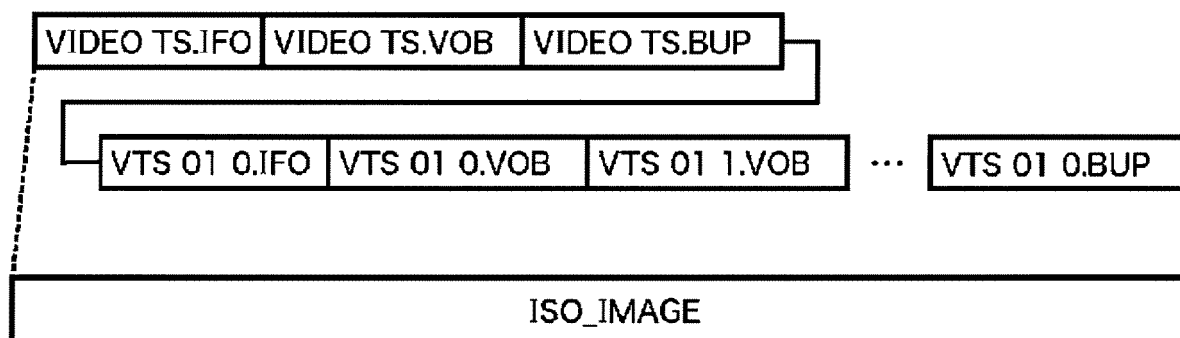 VIDEO TS.IFO VIDEO TS.VOB VIDEO TS.BUP
VTS 01 0.IFO VTS 01 0.VOB VTS 01 1.VOB ... VTS 01 0.BUP
ISO_IMAGE